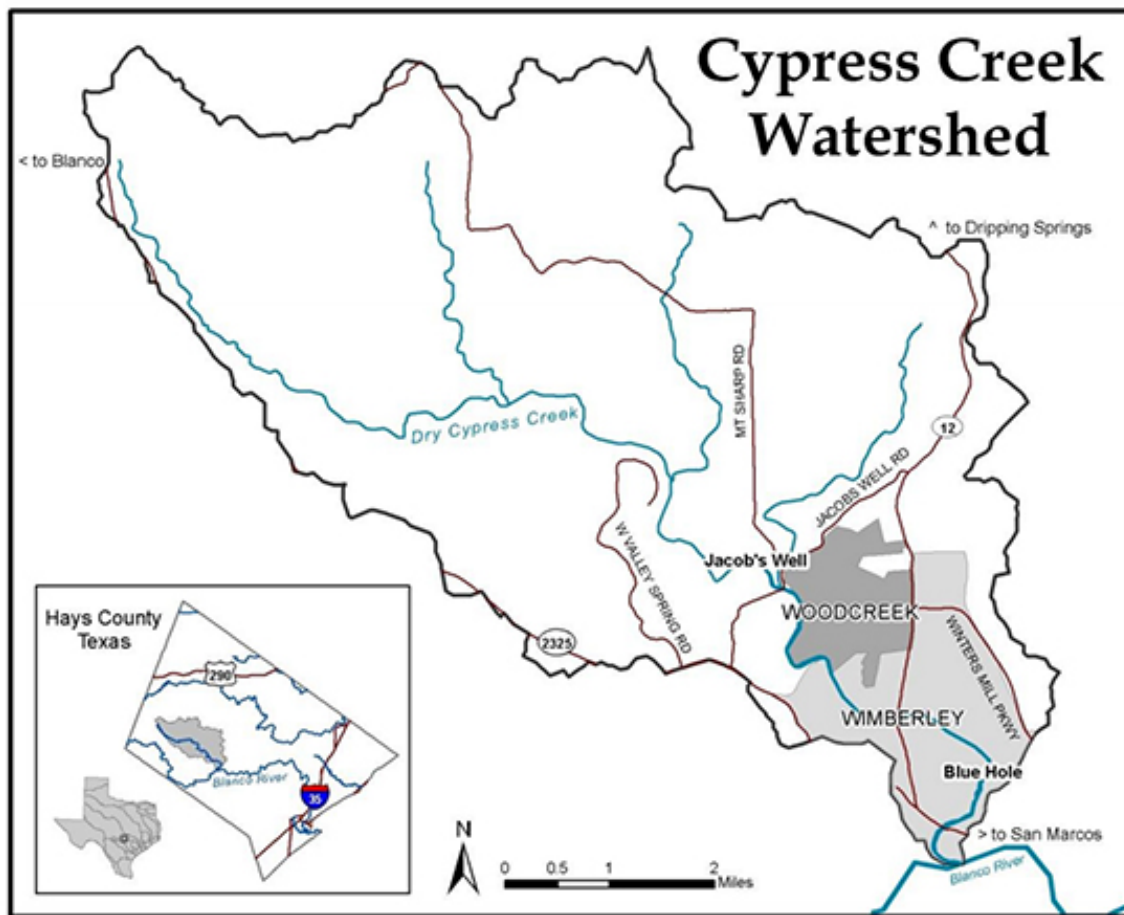 Cypress Creek
Watershed
< to Blanco
^ to Dripping Springs
MT SHARP RD
Dry Cypress Creek
12
JACOBS WELL RD
W VALLEY SPRING RD
Jacob's Well
WOODCREEK
2325
WINTERS MILL PKWY
WIMBERLEY
Blue Hole
> to San Marcos
Blanco River
Hays County
Texas
290
Blanco River
35
N
0 0.5 1 2
Miles